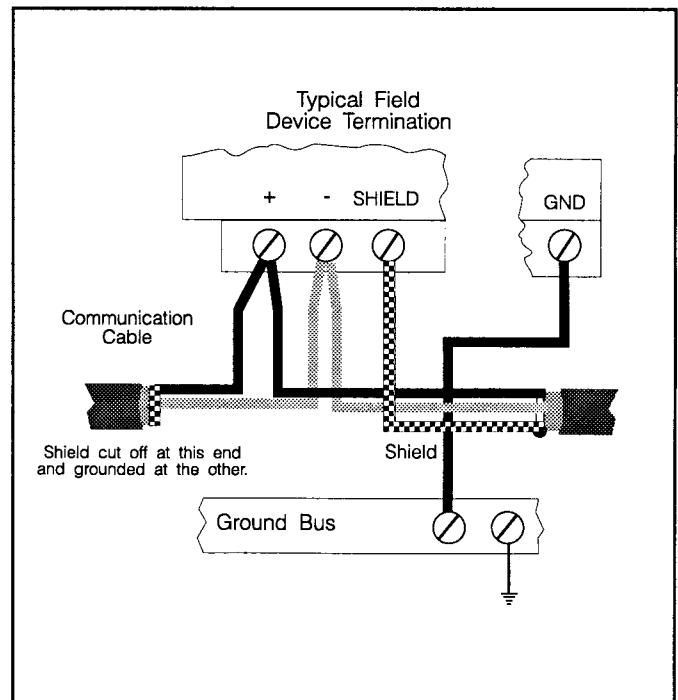 Typical Field
Device Termination
+ - SHIELD
GND
Communication
Cable
Shield cut off at this end
and grounded at the other.
Shield
Ground Bus